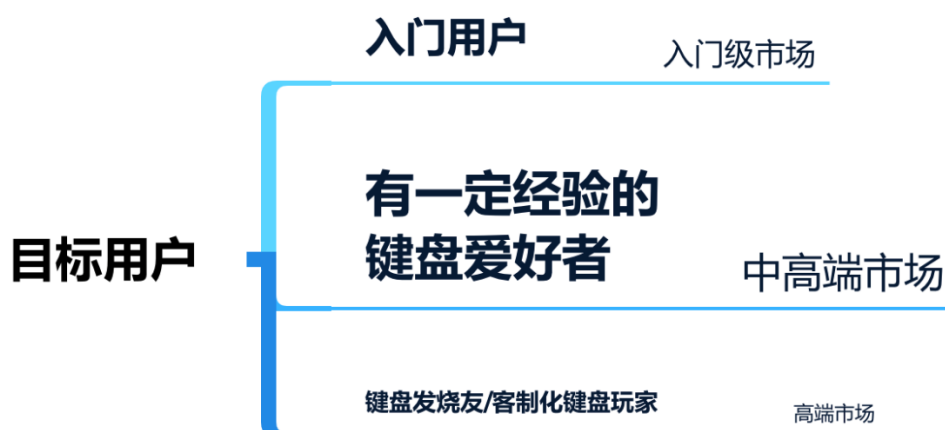 入门用户
入门级市场
有一定经验的
键盘爱好者
中高端市场
目标用户
键盘发烧友/客制化键盘玩家
高端市场